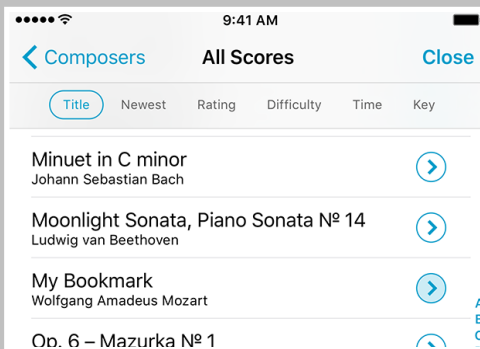 9:41 AM
Composers All Scores Close
Title Newest Rating Difficulty Time Key
Minuet in C minor
Johann Sebastian Bach
Moonlight Sonata, Piano Sonata № 14
Ludwig van Beethoven
My Bookmark
Wolfgang Amadeus Mozart
Op. 6 – Mazurka № 1